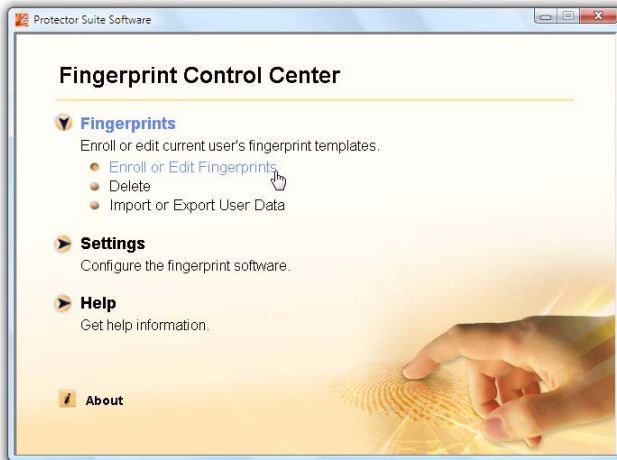 Protector Suite Software
Fingerprint Control Center
Fingerprints
Enroll or edit current user's fingerprint templates.
Enroll or Edit Fingerprints
Delete
Import or Export User Data
Settings
Configure the fingerprint software.
Help
Get help information.
i About